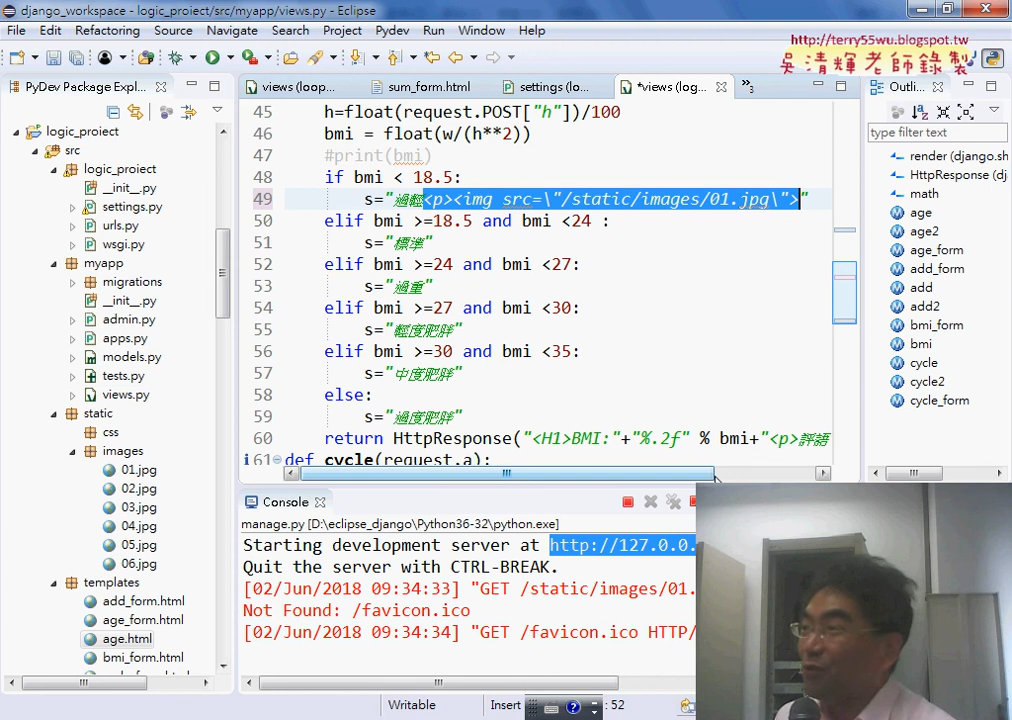 django_workspace - logic_proiect/src/myapp/views.py - Eclipse
File Edit Refactoring Source Navigate Search Project Pydev Run Window Help
http://terry55wu.blogspot.tw
吳清輝老師錄製
PyDev Package Expl...
views (loop...
sum_form.html
settings (lo...
*views (log...
»3
Outli...
type filter text
logic_proiect
src
logic_proiect
__init__.py
settings.py
urls.py
wsgi.py
myapp
migrations
__init__.py
admin.py
apps.py
models.py
tests.py
views.py
static
css
images
01.jpg
02.jpg
03.jpg
04.jpg
05.jpg
06.jpg
templates
add_form.html
age_form.html
age.html
bmi_form.html
45 h=float(request.POST["h"])/100
46 bmi = float(w/(h**2))
47 #print(bmi)
48 if bmi < 18.5:
49 s="過輕<p><img src=\"/static/images/01.jpg\">"
50 elif bmi >=18.5 and bmi <24 :
51 s="標準"
52 elif bmi >=24 and bmi <27:
53 s="過重"
54 elif bmi >=27 and bmi <30:
55 s="輕度肥胖"
56 elif bmi >=30 and bmi <35:
57 s="中度肥胖"
58 else:
59 s="過度肥胖"
60 return HttpResponse("<H1>BMI:"+"%.2f" % bmi+"<p>評語
61 def cycle(request,a):
render (django.sh
HttpResponse (dj
math
age
age2
age_form
add_form
add
add2
bmi_form
bmi
cycle
cycle2
cycle_form
Console
manage.py [D:\eclipse_django\Python36-32\python.exe]
Starting development server at http://127.0.0.
Quit the server with CTRL-BREAK.
[02/Jun/2018 09:34:33] "GET /static/images/01.
Not Found: /favicon.ico
[02/Jun/2018 09:34:34] "GET /favicon.ico HTTP/
Writable
Insert
: 52